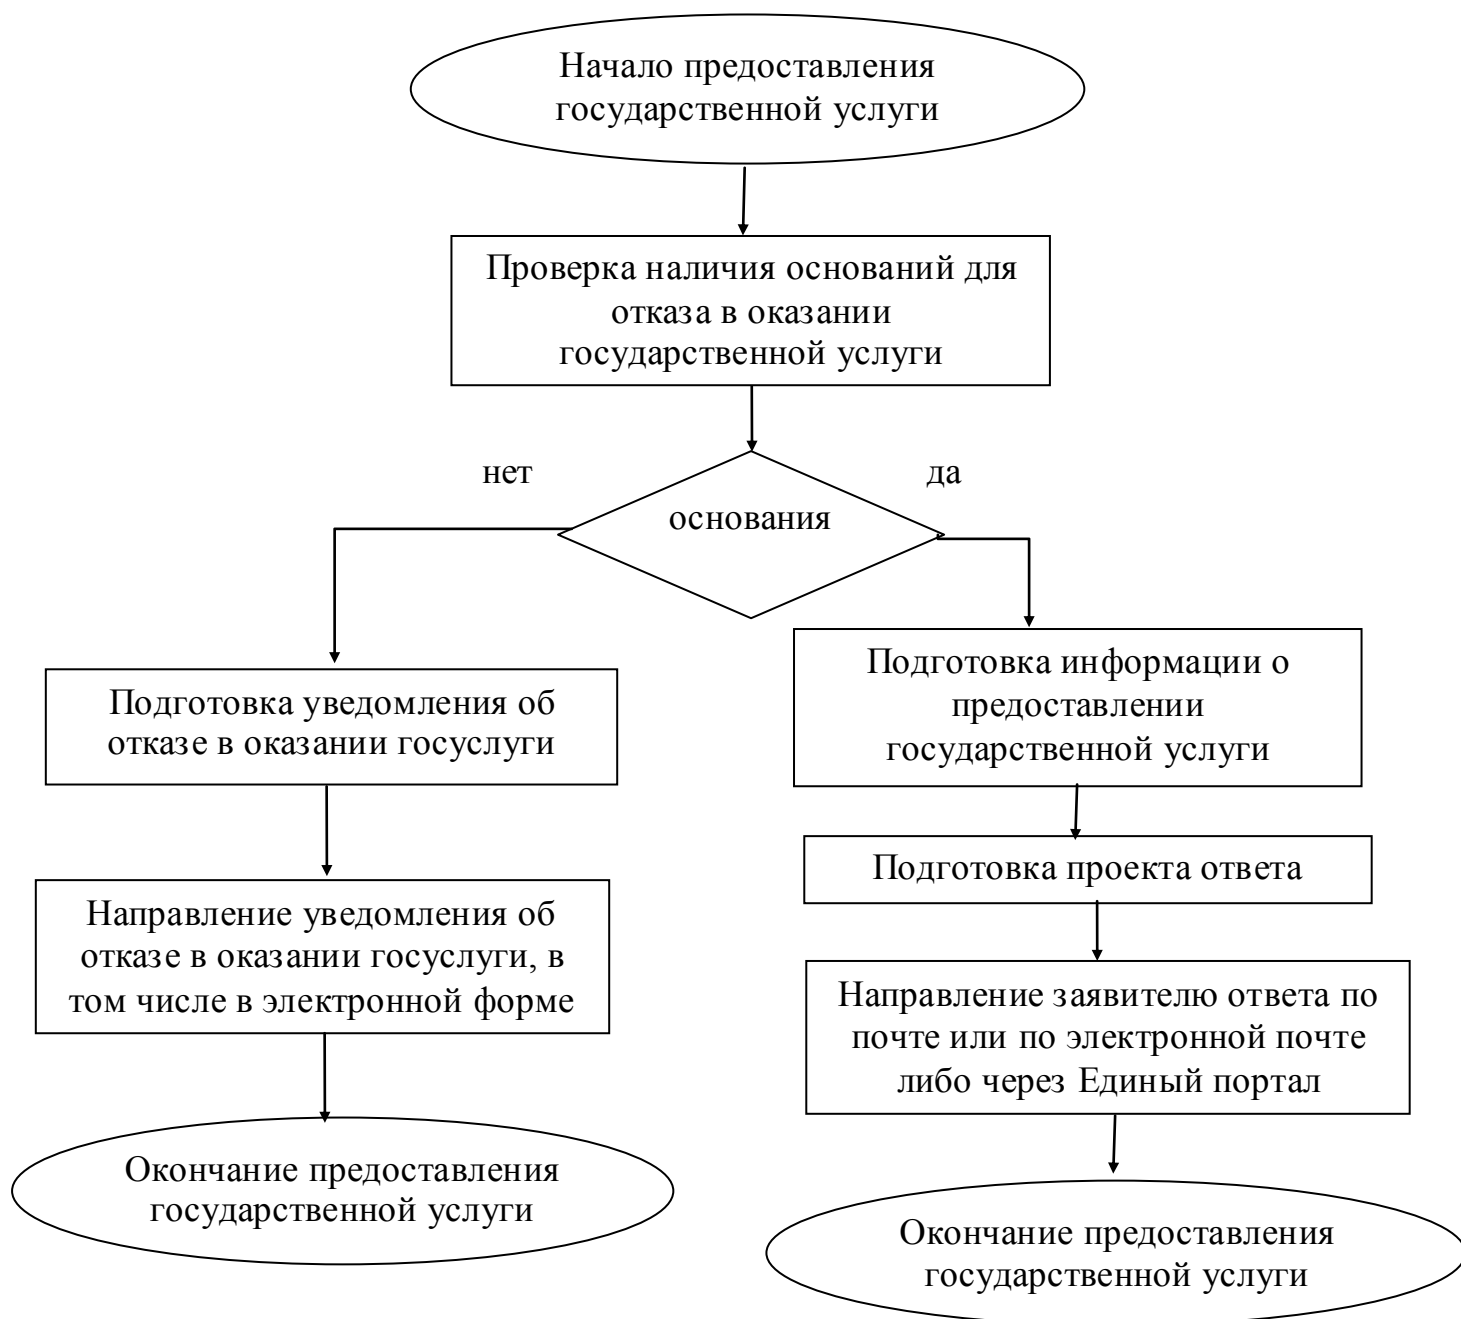 Начало предоставления
государственной услуги
Проверка наличия оснований для
отказа в оказании
государственной услуги
нет
да
основания
Подготовка уведомления об
отказе в оказании госуслуги
Направление уведомления об
отказе в оказании госуслуги, в
том числе в электронной форме
Окончание предоставления
государственной услуги
Подготовка информации о
предоставлении
государственной услуги
Подготовка проекта ответа
Направление заявителю ответа по
почте или по электронной почте
либо через Единый портал
Окончание предоставления
государственной услуги